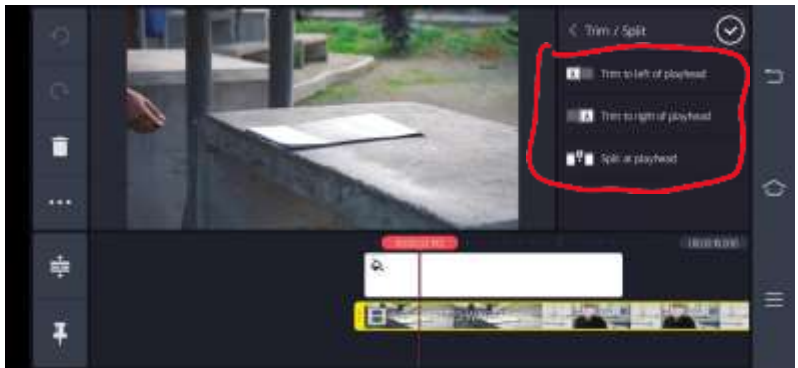 Trim / Split
Trim to left of playhead
Trim to right of playhead
Split at playhead